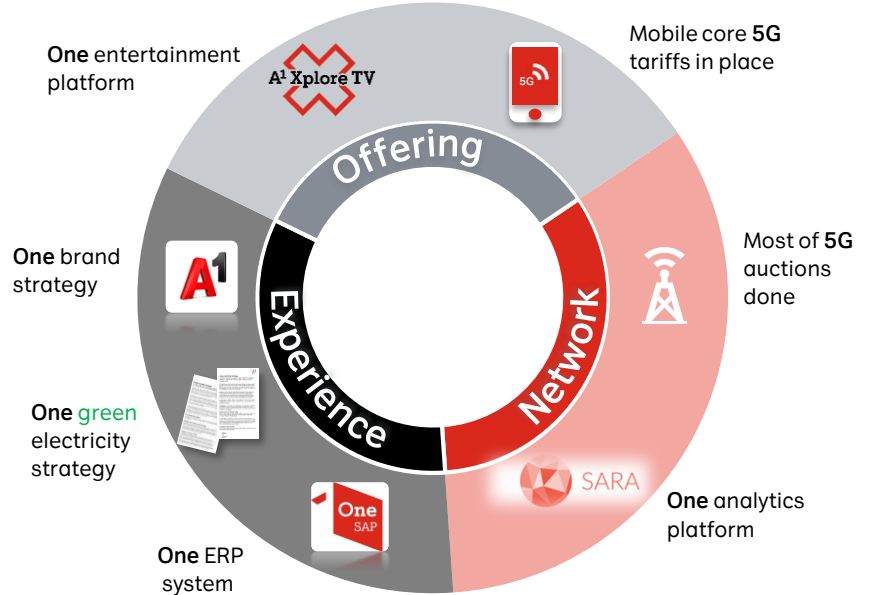 One entertainment
platform
A1 Xplore TV
5G
Mobile core 5G
tariffs in place
Offering
One brand
strategy
A1
Most of 5G
auctions
done
Experience
Network
One green
electricity
strategy
One
SAP
SARA
One analytics
platform
One ERP
system